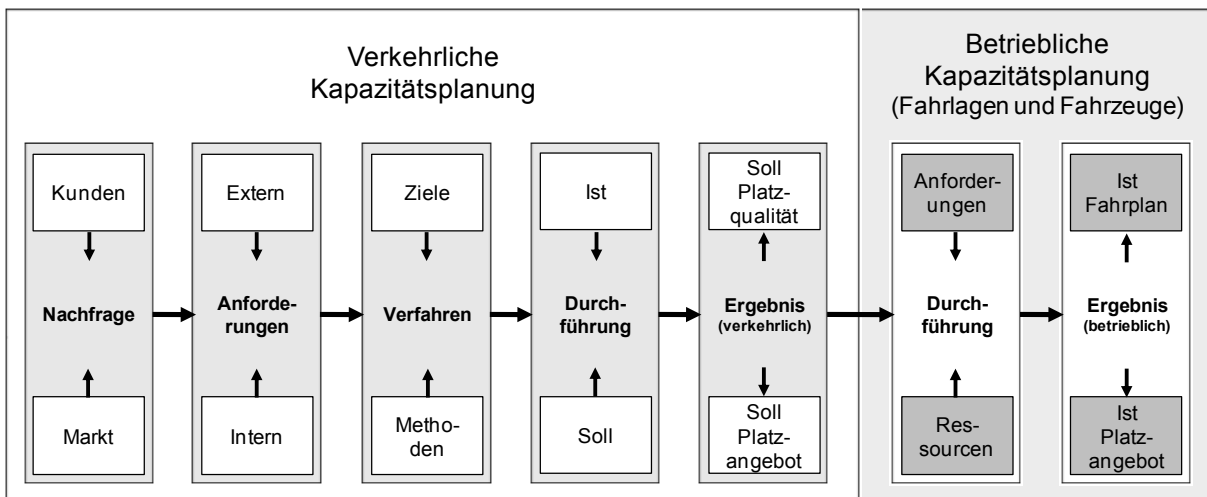 Verkehrliche
Kapazitätsplanung
Betriebliche
Kapazitätsplanung
(Fahrlagen und Fahrzeuge)
Kunden
Nachfrage
Markt
Extern
Anforde-
rungen
Intern
Ziele
Verfahren
Metho-
den
Ist
Durch-
führung
Soll
Soll
Platz-
qualität
Ergebnis
(verkehrlich)
Soll
Platz-
angebot
Anforder-
ungen
Durch-
führung
Res-
sourcen
Ist
Fahrplan
Ergebnis
(betrieblich)
Ist
Platz-
angebot